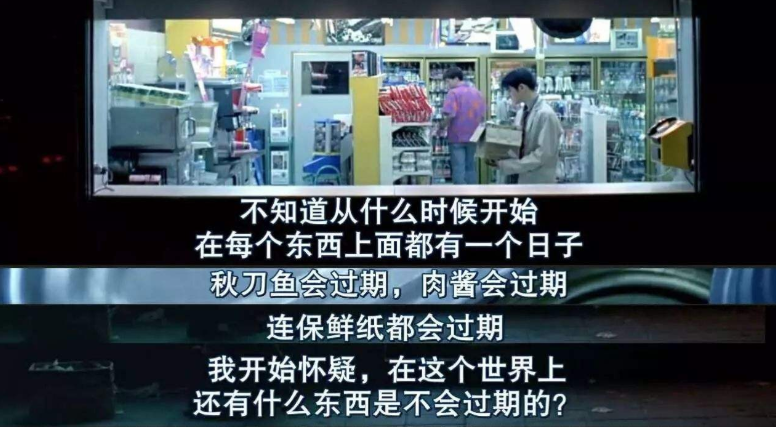 不知道从什么时候开始
在每个东西上面都有一个日子
秋刀鱼会过期，肉酱会过期
连保鲜纸都会过期
我开始怀疑，在这个世界上
还有什么东西是不会过期的？